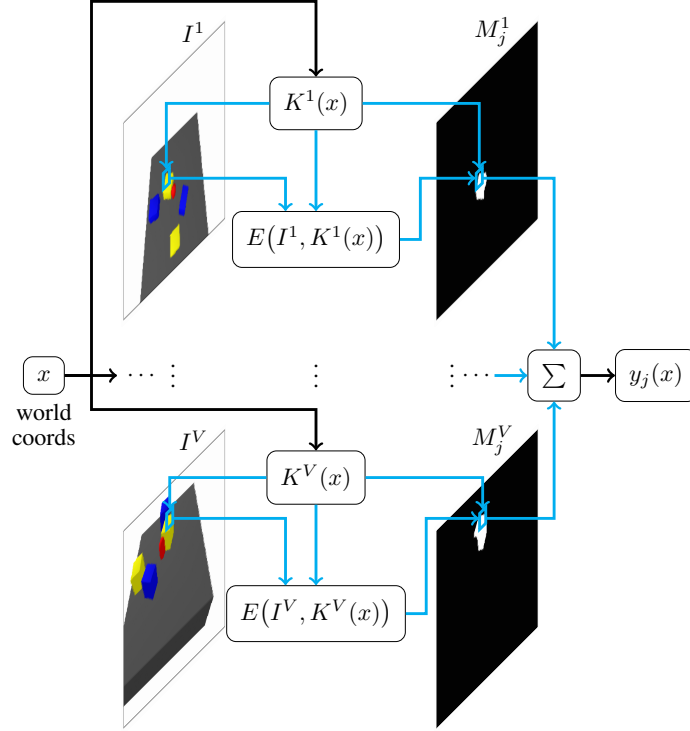 I^1
M_j^1
K^1(x)
E(I^1, K^1(x))
x
world
coords
··· ⋮ ⋮ ⋮ ···
∑
y_j(x)
I^V
M_j^V
K^V(x)
E(I^V, K^V(x))